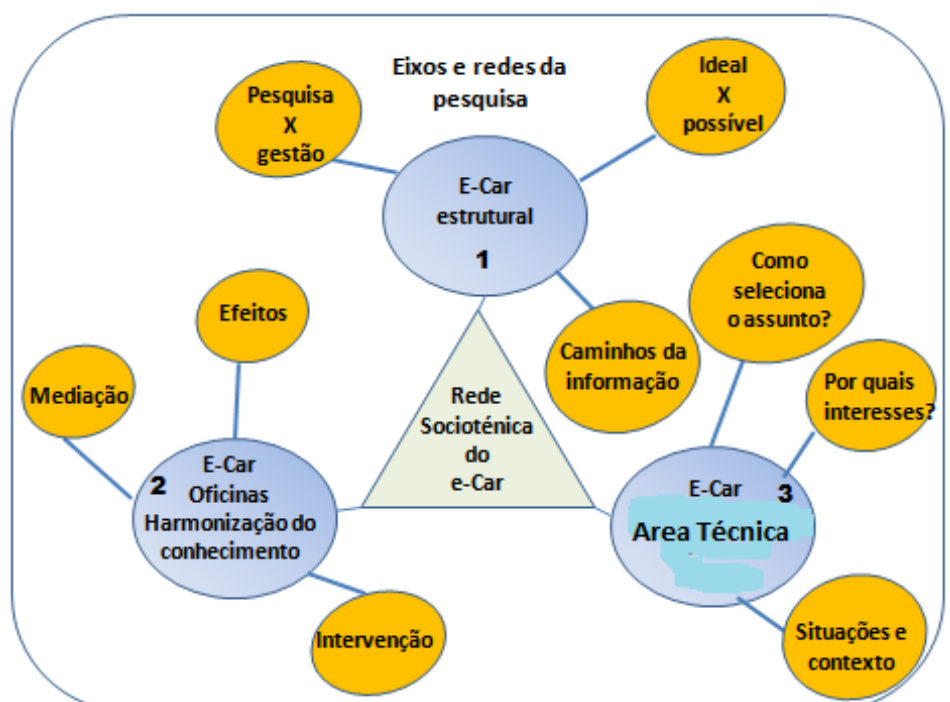 Eixos e redes da
pesquisa
Pesquisa
X
gestão
Ideal
X
possível
E-Car
estrutural
1
Caminhos da
informação
Efeitos
Mediação
2
E-Car
Oficinas
Harmonização do
conhecimento
Intervenção
Rede
Socioténica
do
e-Car
Como
seleciona
o assunto?
Por quais
interesses?
E-Car
3
Area Técnica
Situações e
contexto